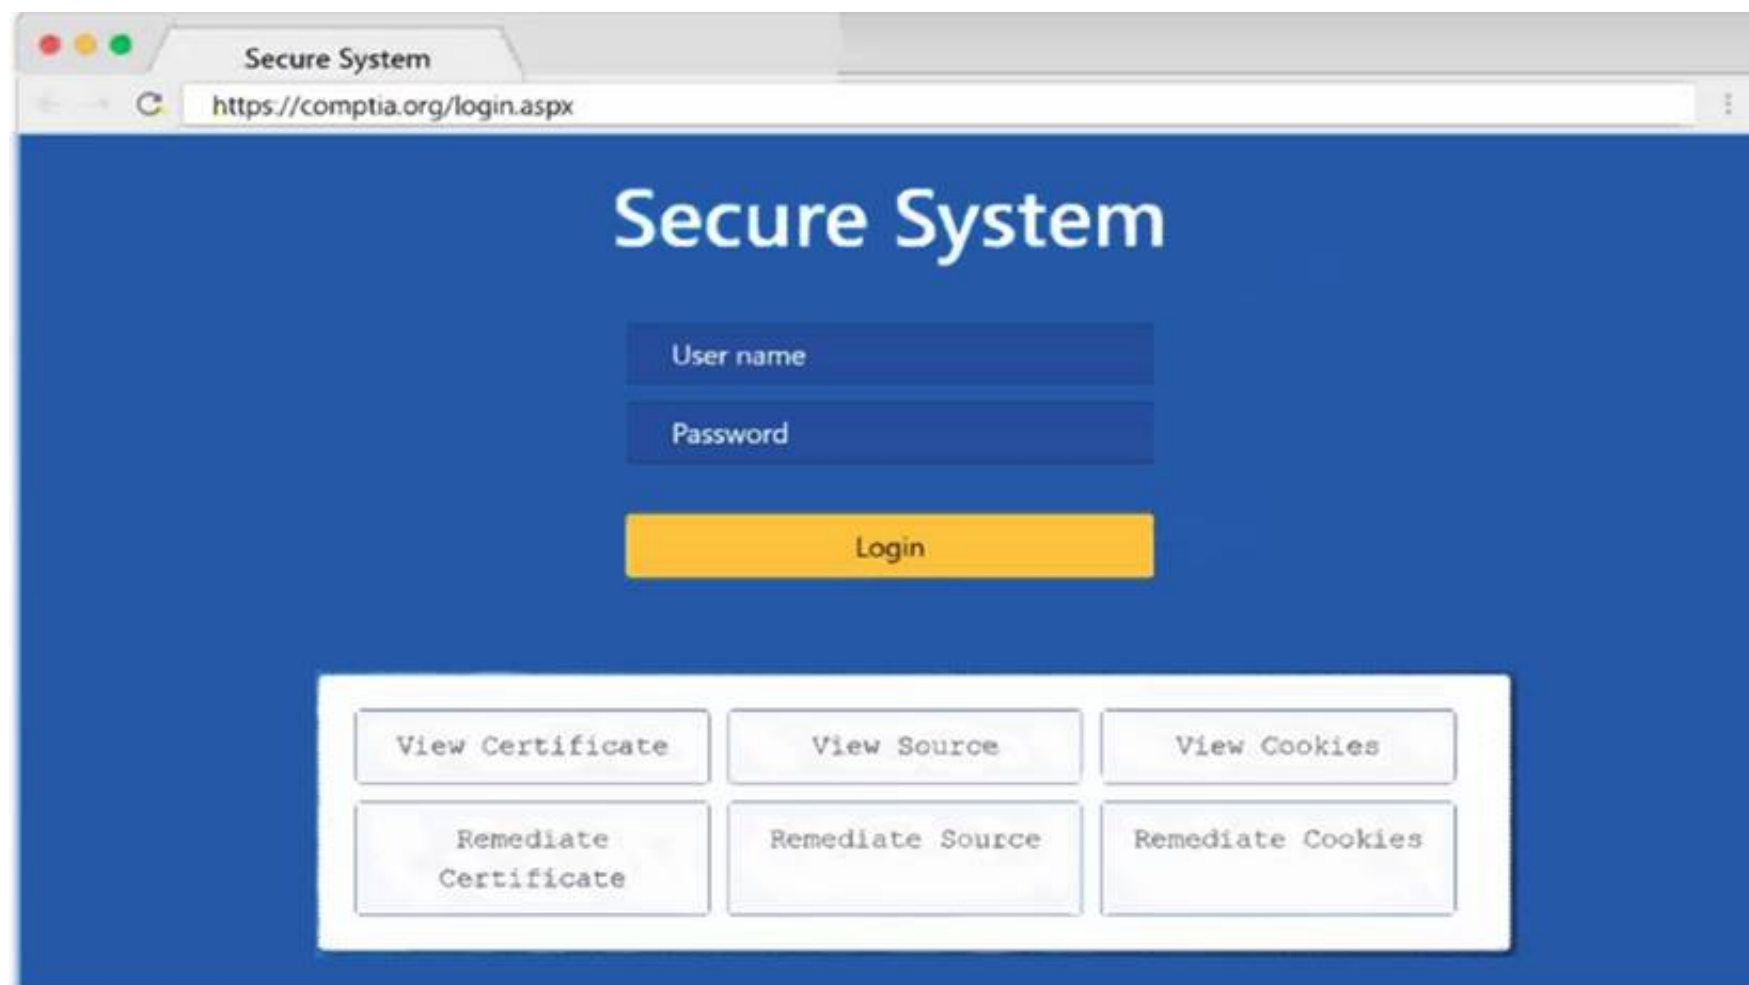 Secure System
https://comptia.org/login.aspx
Secure System
User name
Password
Login
View Certificate
View Source
View Cookies
Remediate
Certificate
Remediate Source
Remediate Cookies